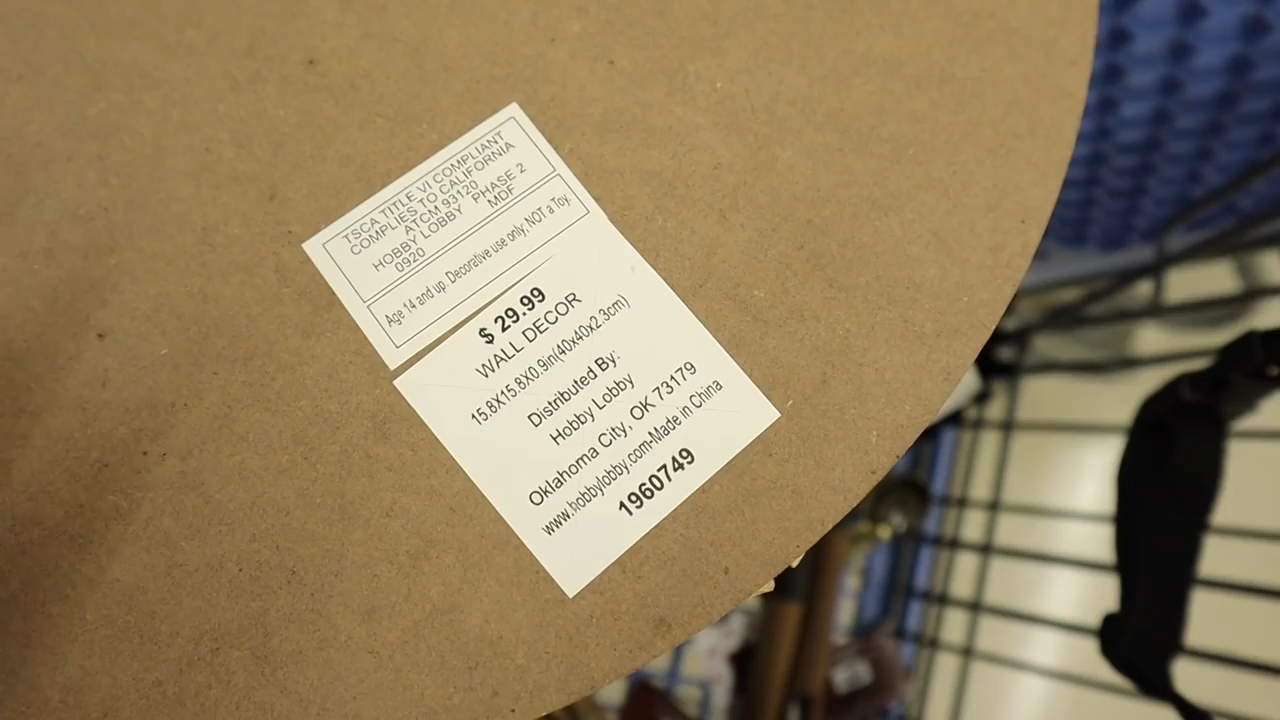 TSCA TITLE VI COMPLIANT
COMPLIES TO CALIFORNIA
ATCM 93120
HOBBY LOBBY PHASE 2
0920 MDF
Age 14 and up. Decorative use only, NOT a Toy.
$ 29.99
WALL DECOR
15.8X15.8X0.9in(40x40x2.3cm)
Distributed By:
Hobby Lobby
Oklahoma City, OK 73179
www.hobbylobby.com-Made in China
1960749